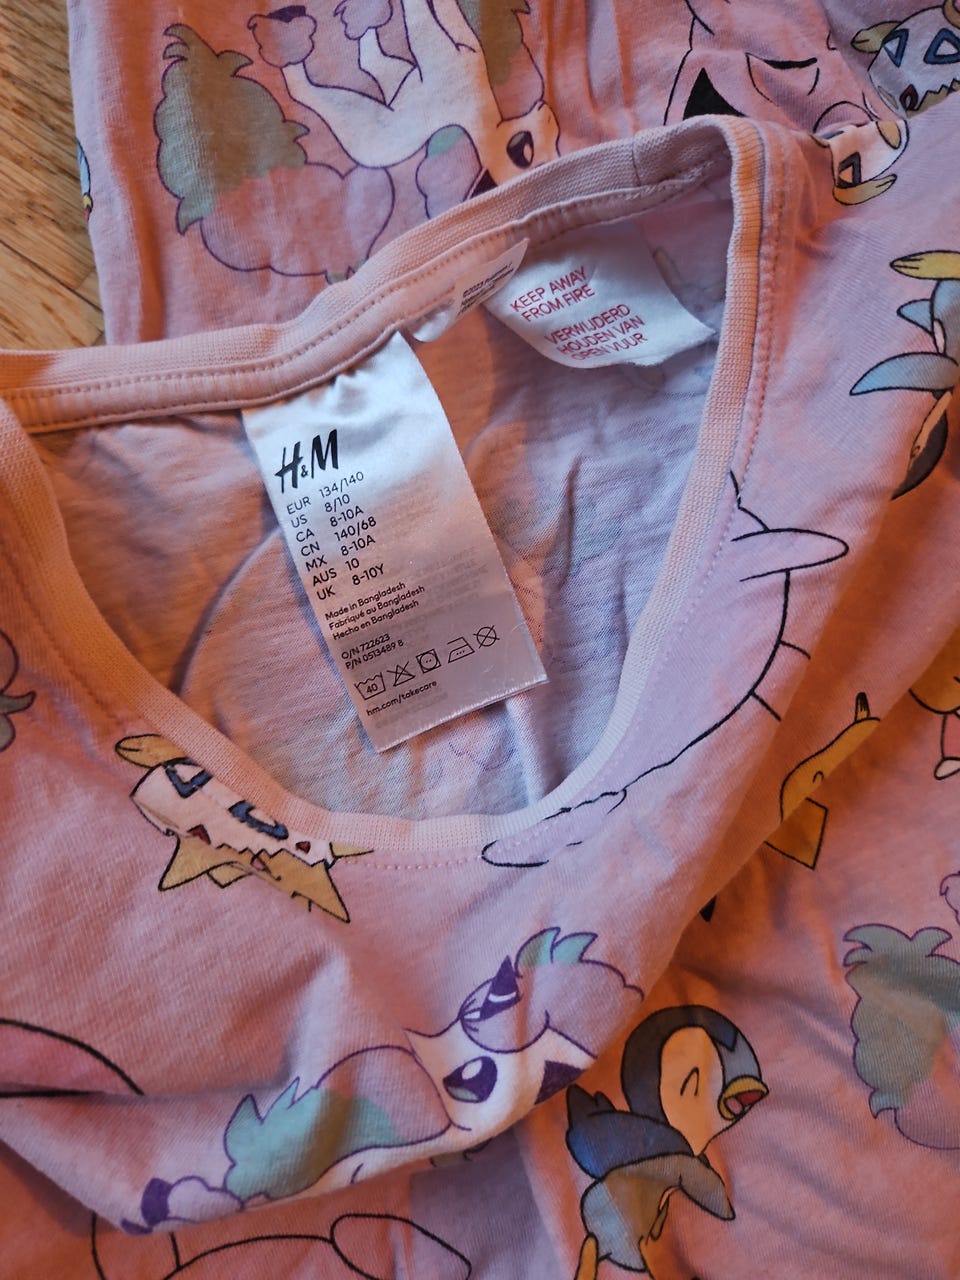 H&M
EUR 134/140
US 8/10
CA 8-10A
CN 140/68
MX 8-10A
AUS 10
UK 8-10Y
Made in Bangladesh
Fabriqué au Bangladesh
Hecho en Bangladesh
O/N 722623
P/N 0513489 B
40
hm.com/takecare
©2023
KEEP AWAY
FROM FIRE
VERWIJDERD
HOUDEN VAN
OPEN VUUR